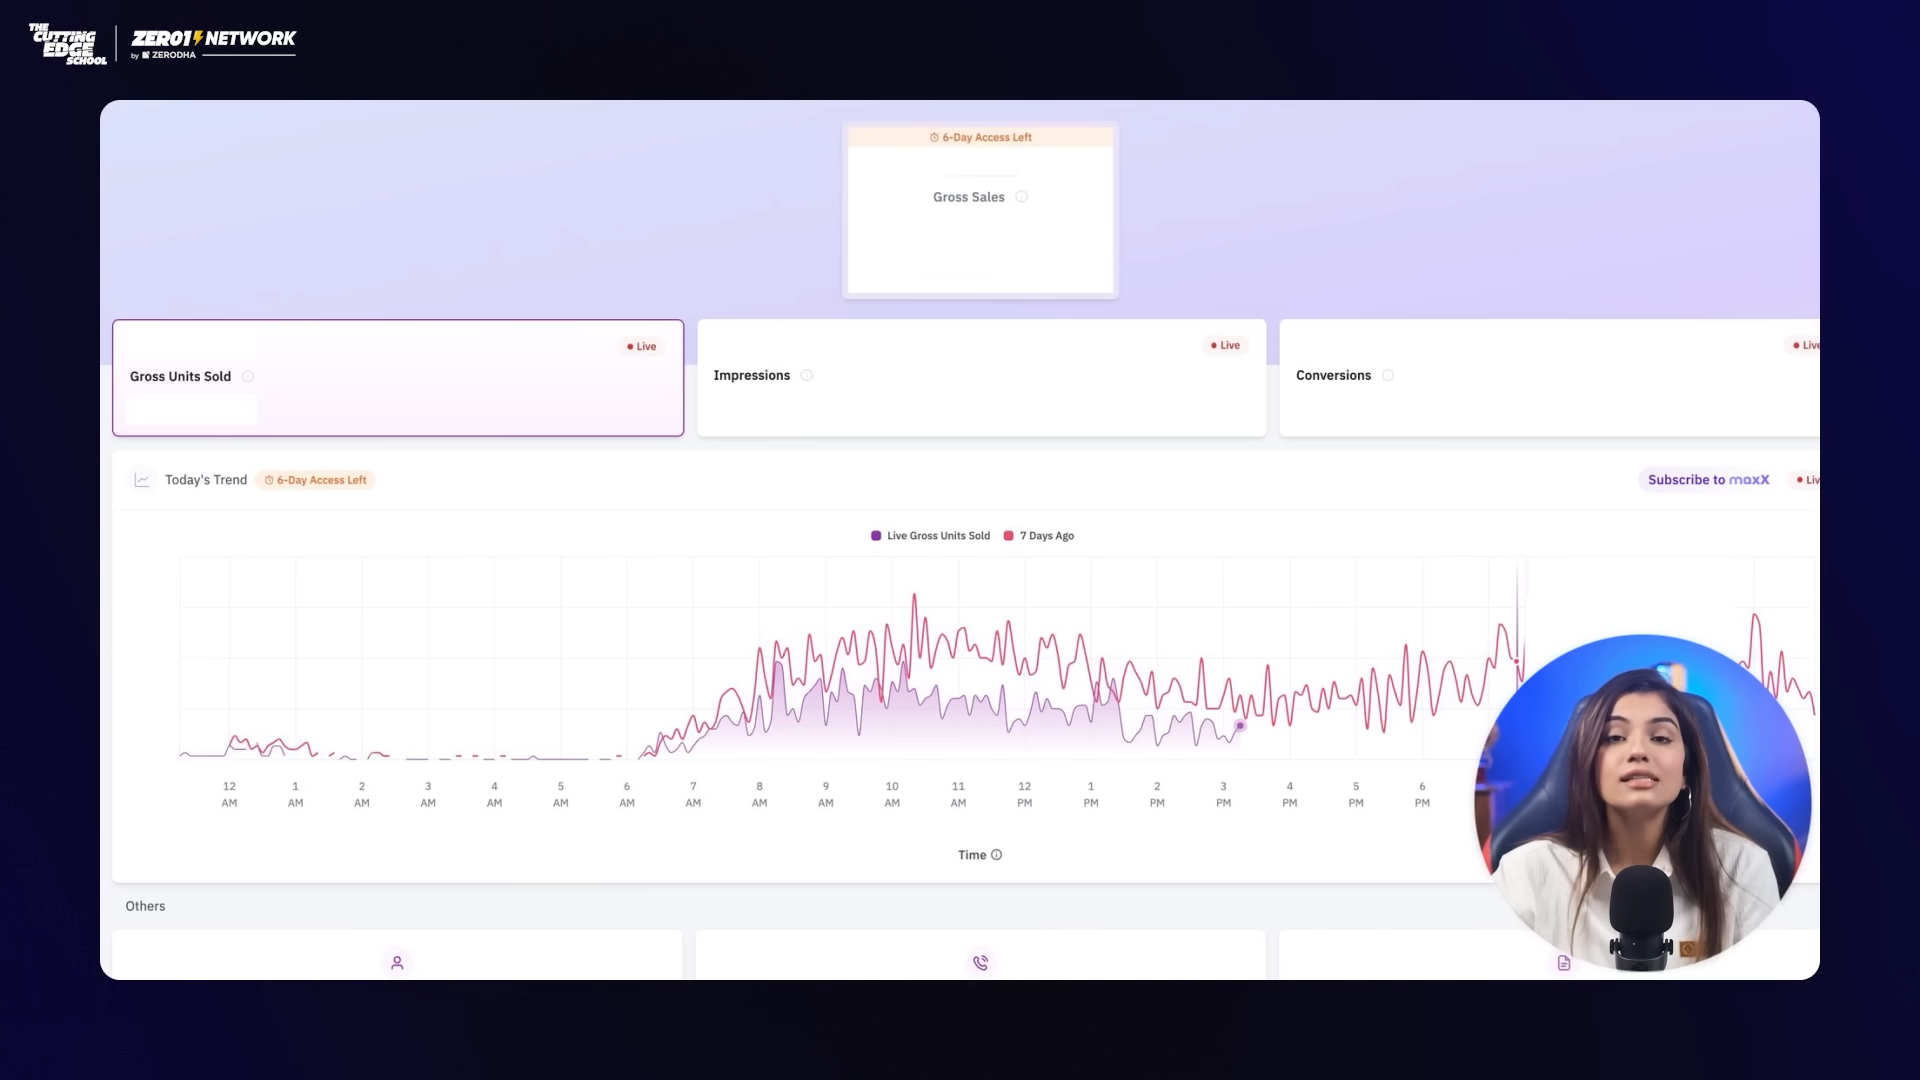 THE
CUTTING
EDGE
SCHOOL
ZERO1 NETWORK
by ZERODHA
6-Day Access Left
Gross Sales
Live
Gross Units Sold
Live
Impressions
Live
Conversions
Today's Trend
6-Day Access Left
Subscribe to maxX
Liv
Live Gross Units Sold
7 Days Ago
12 AM
1 AM
2 AM
3 AM
4 AM
5 AM
6 AM
7 AM
8 AM
9 AM
10 AM
11 AM
12 PM
1 PM
2 PM
3 PM
4 PM
5 PM
6 PM
Time
Others